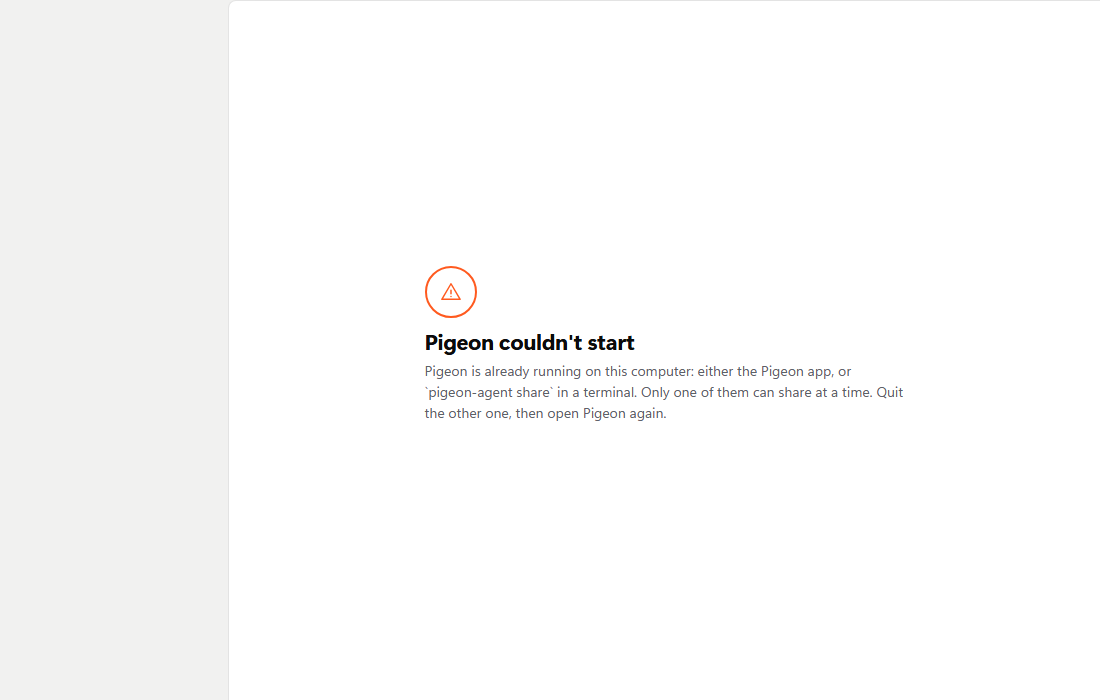 Pigeon couldn't start
Pigeon is already running on this computer: either the Pigeon app, or
`pigeon-agent share` in a terminal. Only one of them can share at a time. Quit
the other one, then open Pigeon again.